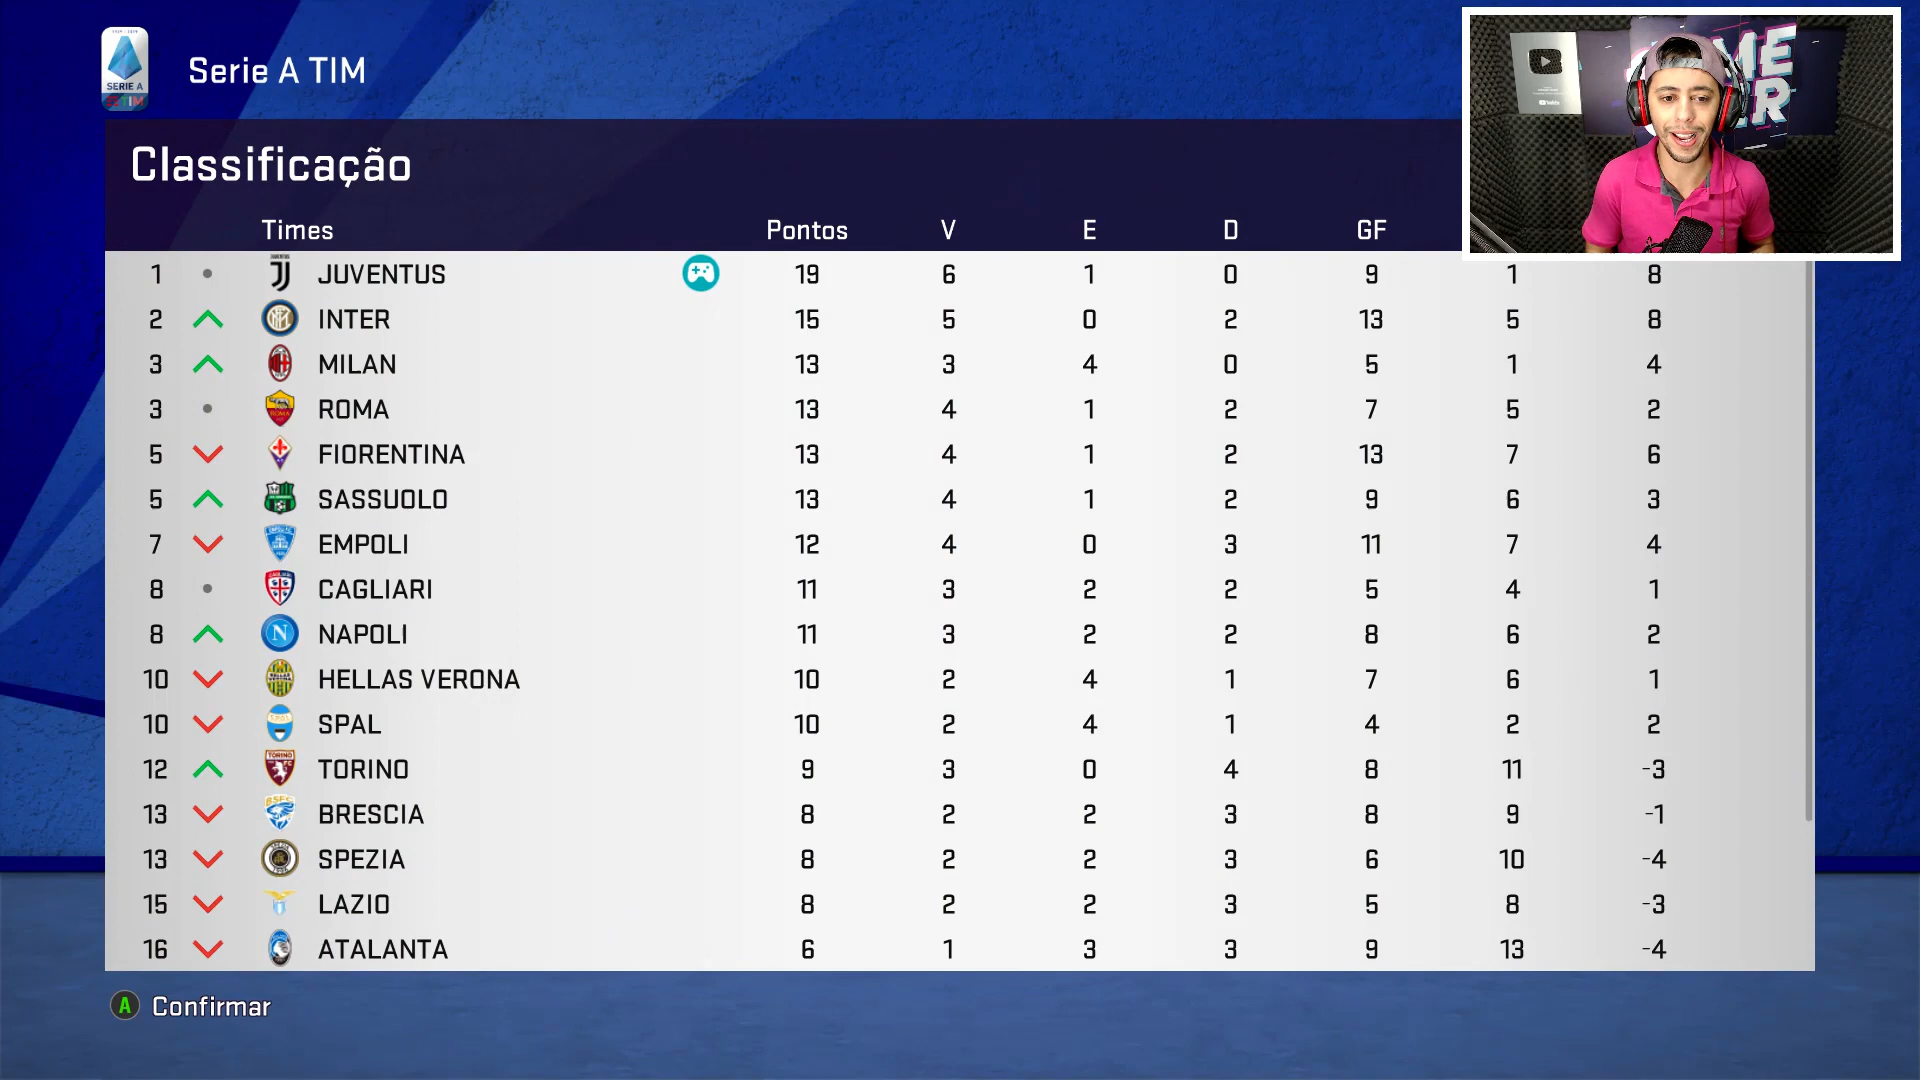 SERIE A
TIM
Serie A TIM
Classificação
Times Pontos V E D GF
1 JUVENTUS 19 6 1 0 9 1 8
2 INTER 15 5 0 2 13 5 8
3 MILAN 13 3 4 0 5 1 4
3 ROMA 13 4 1 2 7 5 2
5 FIORENTINA 13 4 1 2 13 7 6
5 SASSUOLO 13 4 1 2 9 6 3
7 EMPOLI 12 4 0 3 11 7 4
8 CAGLIARI 11 3 2 2 5 4 1
8 NAPOLI 11 3 2 2 8 6 2
10 HELLAS VERONA 10 2 4 1 7 6 1
10 SPAL 10 2 4 1 4 2 2
12 TORINO 9 3 0 4 8 11 -3
13 BRESCIA 8 2 2 3 8 9 -1
13 SPEZIA 8 2 2 3 6 10 -4
15 LAZIO 8 2 2 3 5 8 -3
16 ATALANTA 6 1 3 3 9 13 -4
A Confirmar